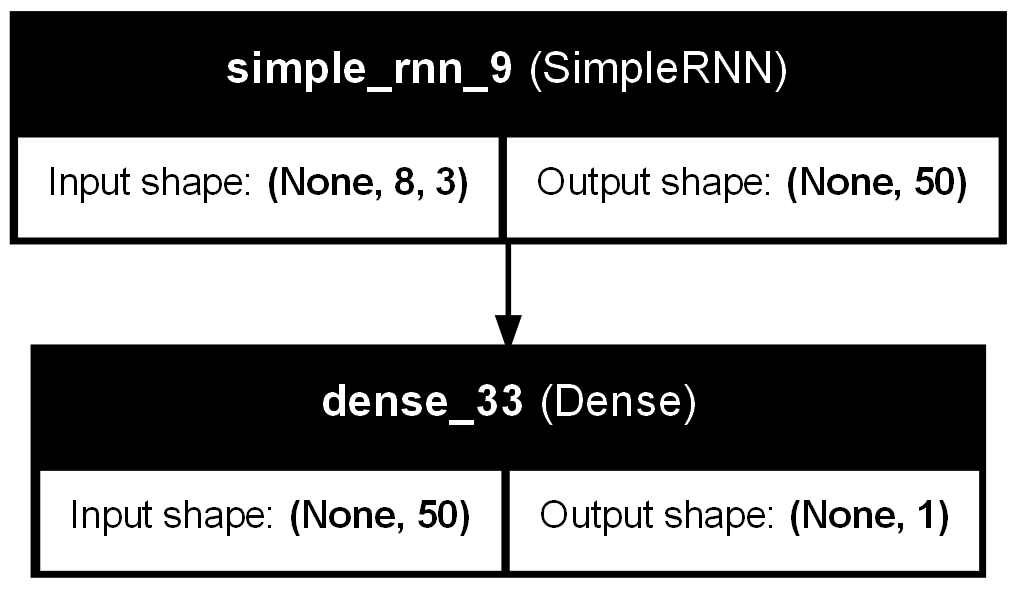 simple_rnn_9 (SimpleRNN)
Input shape: (None, 8, 3)
Output shape: (None, 50)
dense_33 (Dense)
Input shape: (None, 50)
Output shape: (None, 1)